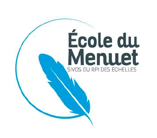 École du
Menuet
SIVOS DU RPI DES ÉCHELLES